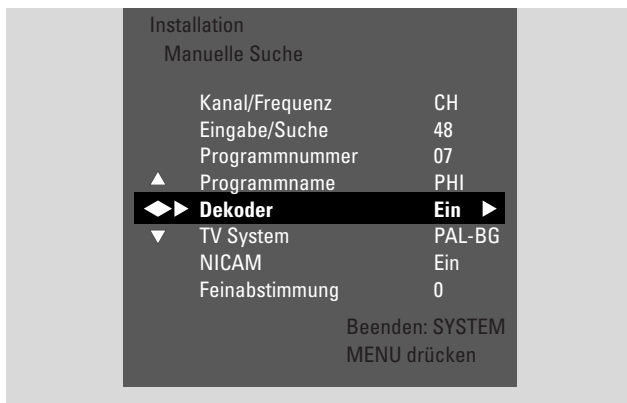 Installation
Manuelle Suche
Kanal/Frequenz CH
Eingabe/Suche 48
Programmnummer 07
Programmname PHI
Dekoder Ein
TV System PAL-BG
NICAM Ein
Feinabstimmung 0
Beenden: SYSTEM
MENU drücken